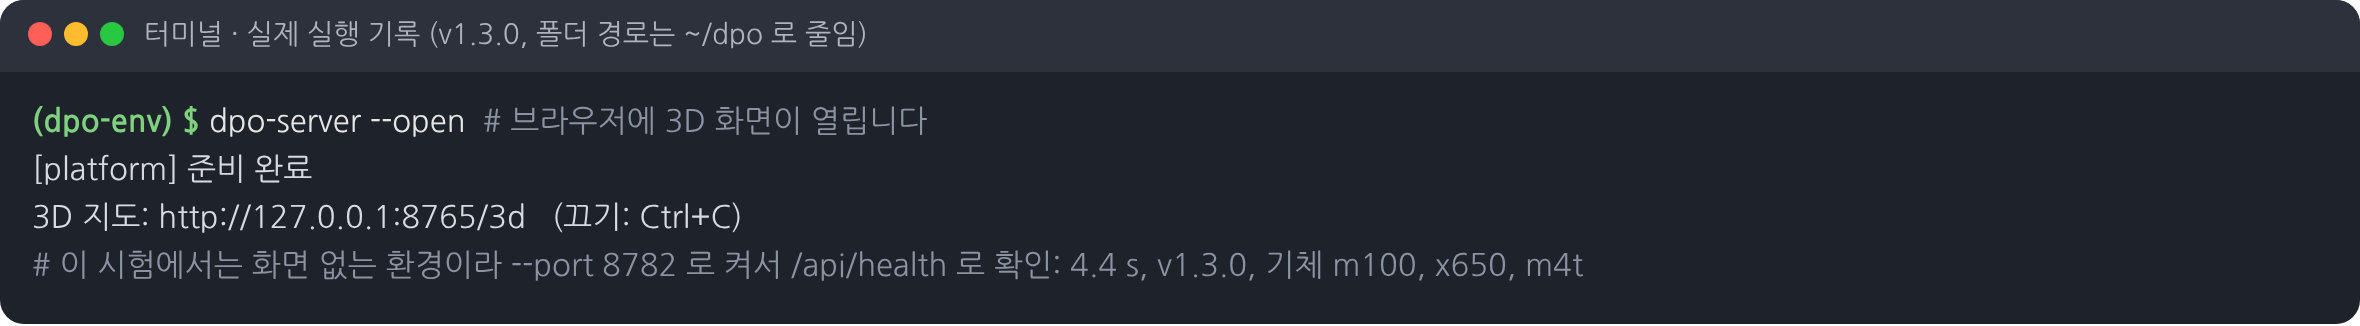 터미널 · 실제 실행 기록 (v1.3.0, 폴더 경로는 ~/dpo 로 줄임)
(dpo-env) $ dpo-server --open  # 브라우저에 3D 화면이 열립니다
[platform] 준비 완료
3D 지도: http://127.0.0.1:8765/3d   (끄기: Ctrl+C)
# 이 시험에서는 화면 없는 환경이라 --port 8782 로 켜서 /api/health 로 확인: 4.4 s, v1.3.0, 기체 m100, x650, m4t